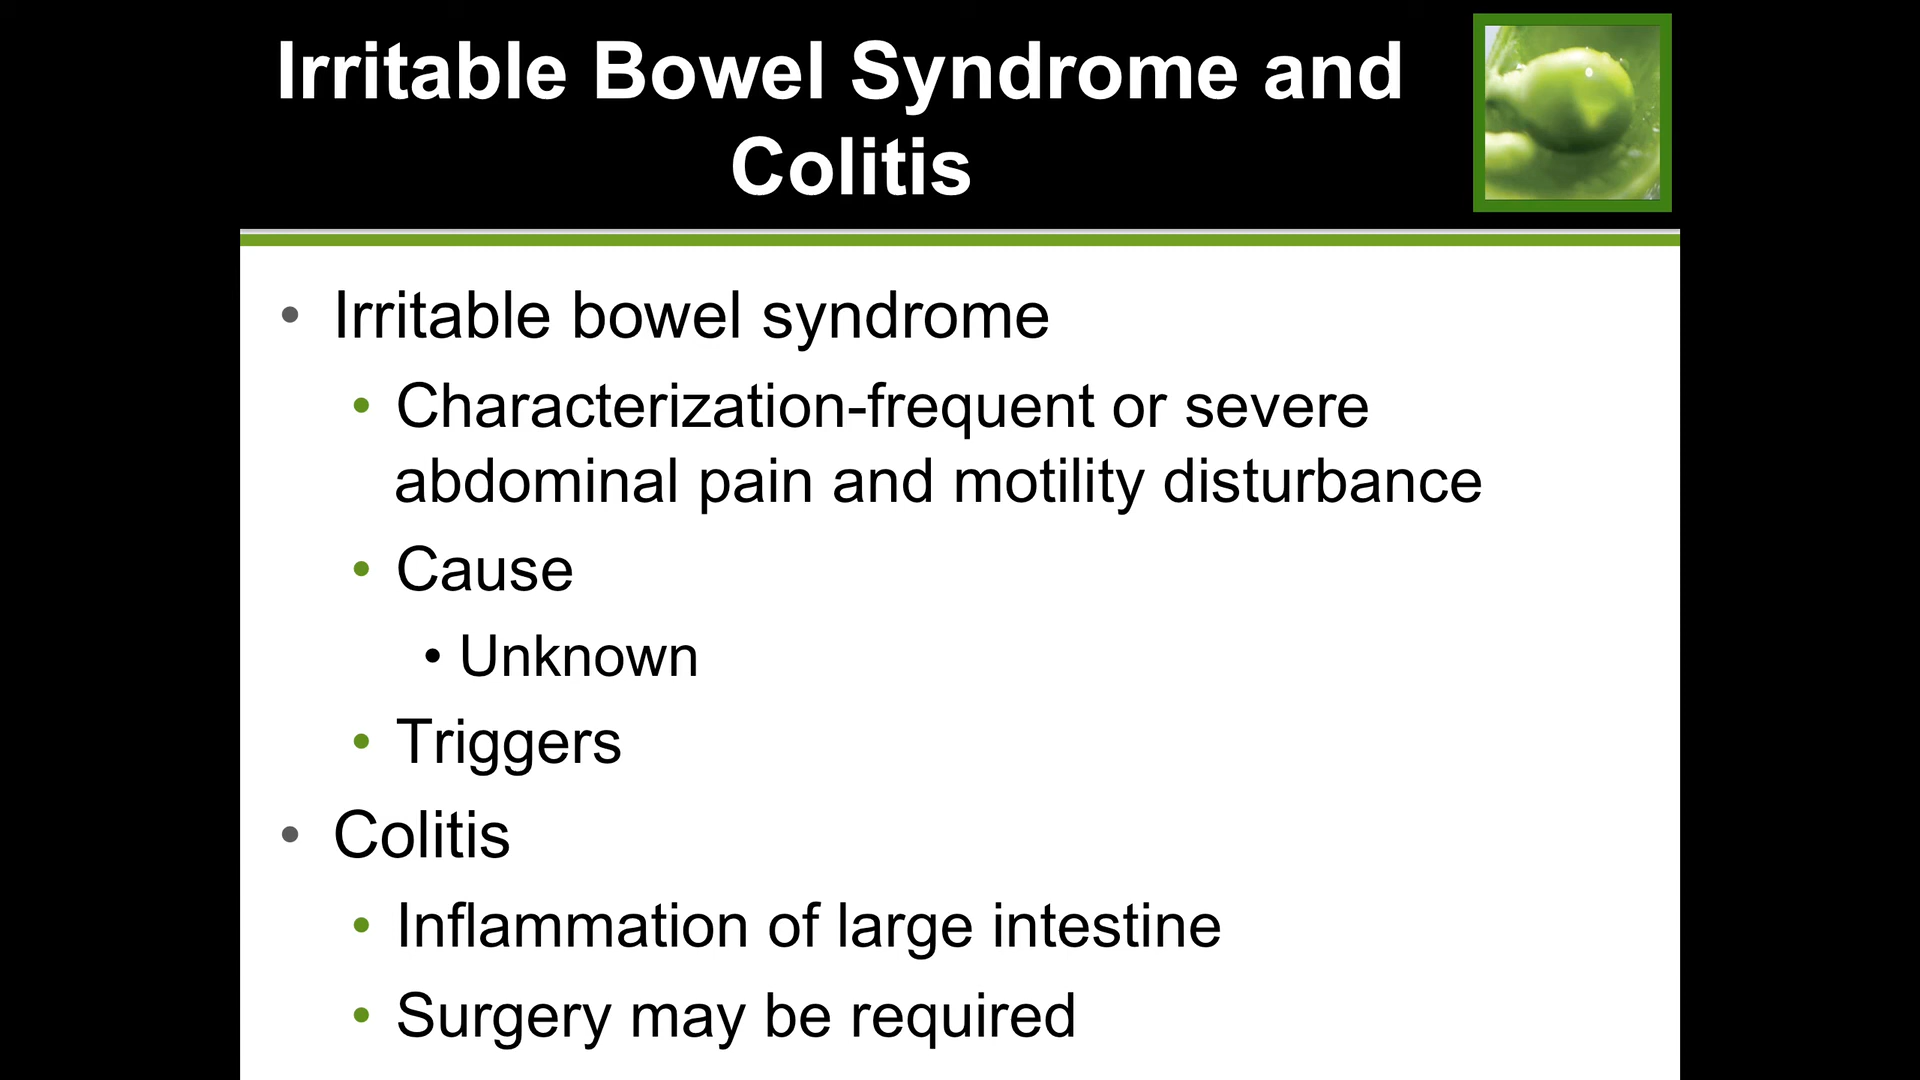 Irritable Bowel Syndrome and
Colitis
• Irritable bowel syndrome
• Characterization-frequent or severe
abdominal pain and motility disturbance
• Cause
• Unknown
• Triggers
• Colitis
• Inflammation of large intestine
• Surgery may be required